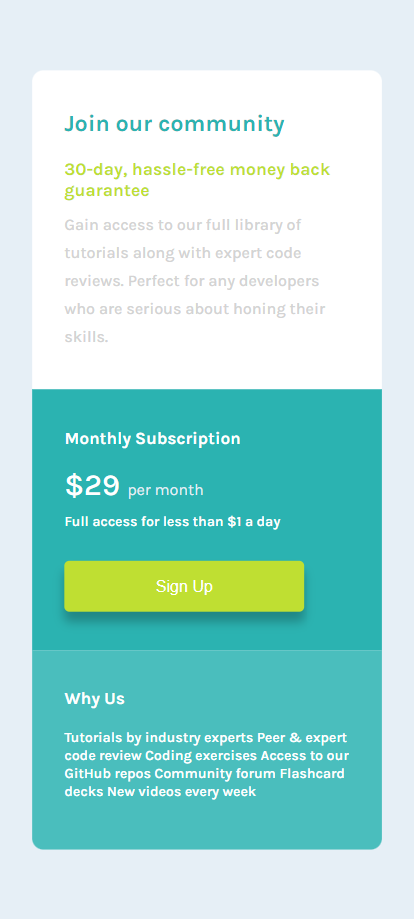 Join our community
30-day, hassle-free money back
guarantee
Gain access to our full library of
tutorials along with expert code
reviews. Perfect for any developers
who are serious about honing their
skills.
Monthly Subscription
$29 per month
Full access for less than $1 a day
Sign Up
Why Us
Tutorials by industry experts Peer & expert
code review Coding exercises Access to our
GitHub repos Community forum Flashcard
decks New videos every week